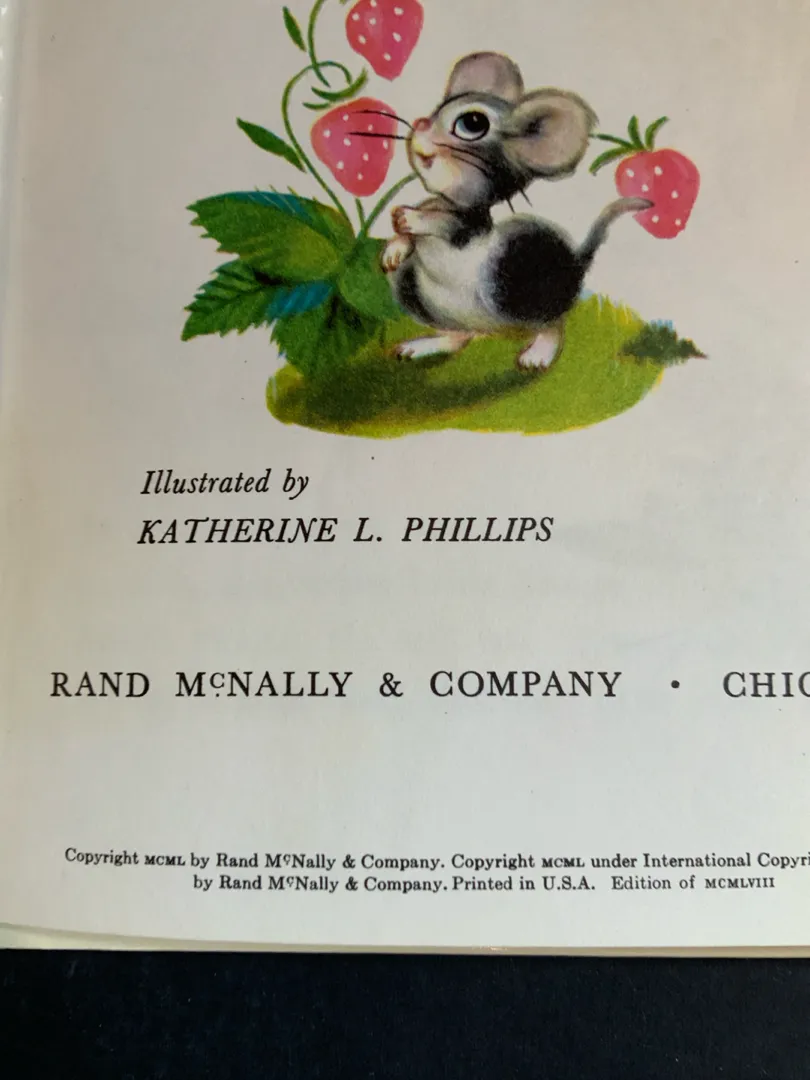 Illustrated by
KATHERINE L. PHILLIPS
RAND McNALLY & COMPANY • CHIC
Copyright MCML by Rand McNally & Company. Copyright MCML under International Copyri
by Rand McNally & Company. Printed in U.S.A. Edition of MCMLVIII